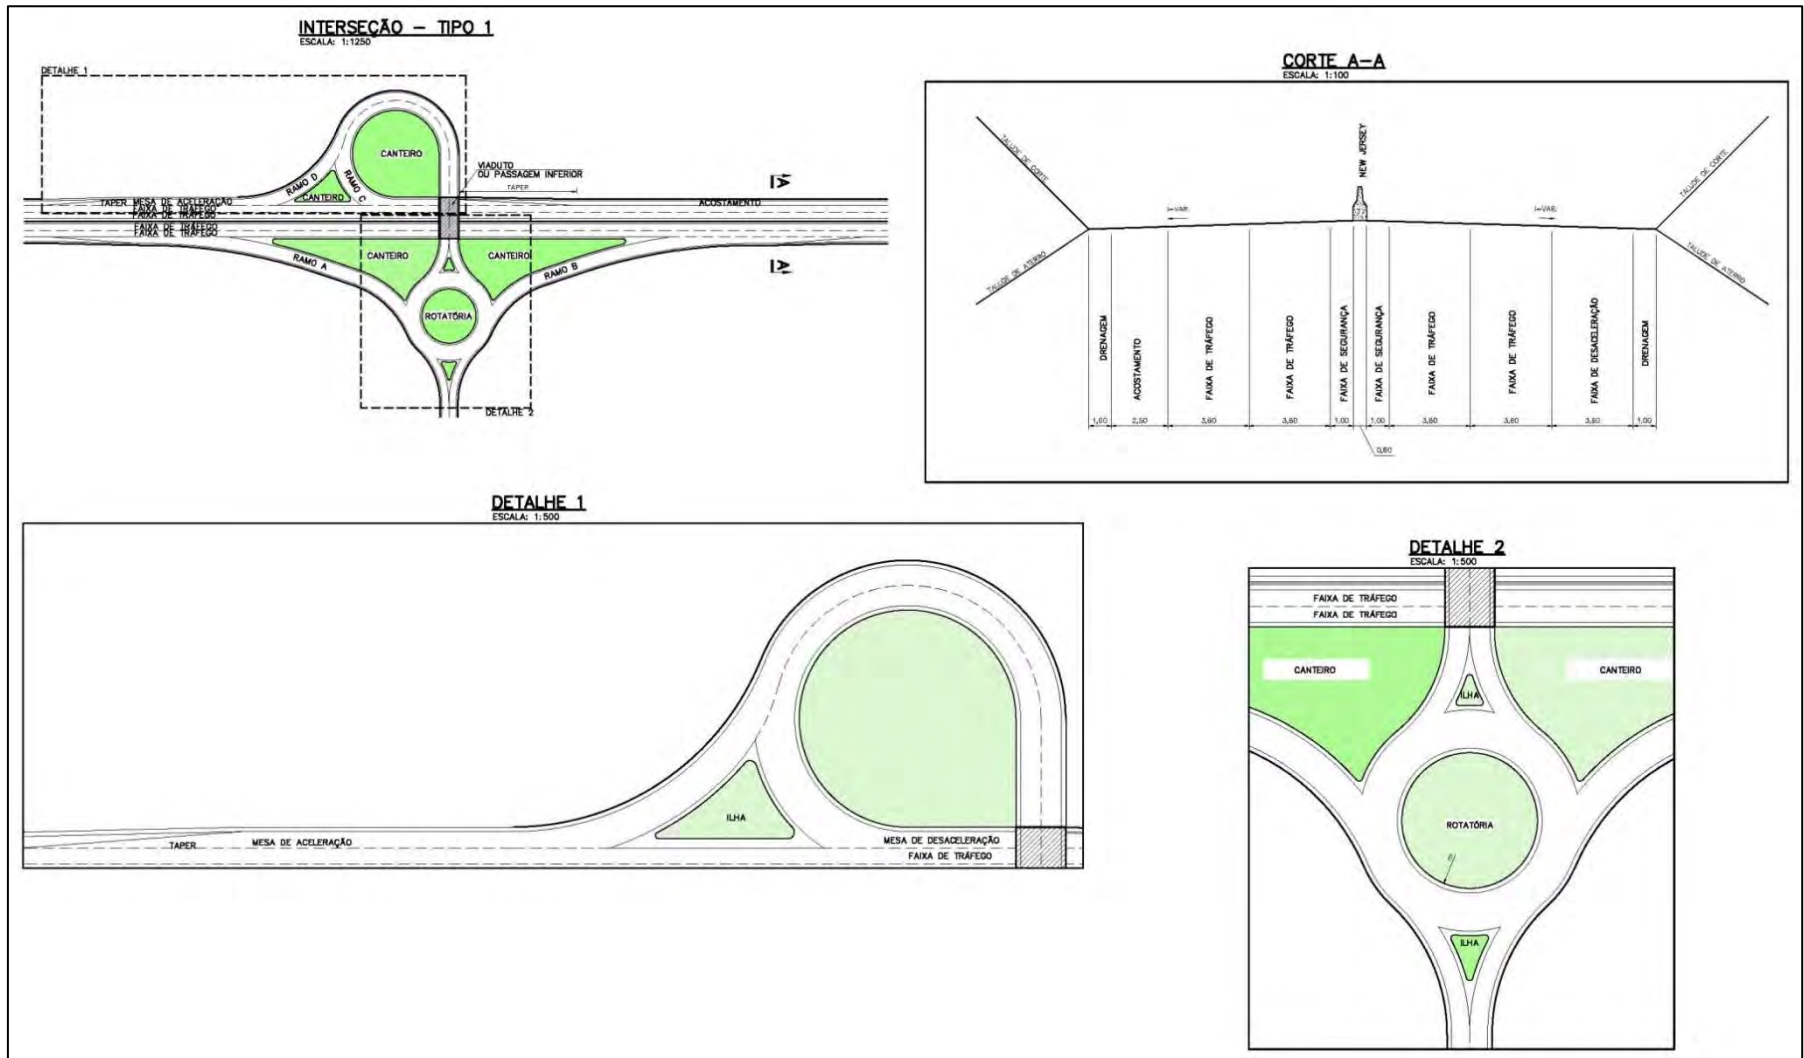 INTERSEÇÃO - TIPO 1
ESCALA: 1:1250
DETALHE 1
CANTEIRO
RAMO D
RAMO C
CANTEIRO
VIADUTO
OU PASSAGEM INFERIOR
TAPER
A
TAPER MESA DE ACELERAÇÃO
ACOSTAMENTO
FAIXA DE TRÁFEGO
FAIXA DE TRÁFEGO
FAIXA DE TRÁFEGO
FAIXA DE TRÁFEGO
CANTEIRO
CANTEIRO
RAMO A
RAMO B
A
ROTATÓRIA
DETALHE 2
CORTE A-A
ESCALA: 1:100
TALUDE DE CORTE
NEW JERSEY
TALUDE DE CORTE
i=VAR.
i=VAR.
TALUDE DE ATERRO
TALUDE DE ATERRO
DRENAGEM
ACOSTAMENTO
FAIXA DE TRÁFEGO
FAIXA DE TRÁFEGO
FAIXA DE SEGURANÇA
FAIXA DE SEGURANÇA
FAIXA DE TRÁFEGO
FAIXA DE TRÁFEGO
FAIXA DE DESACELERAÇÃO
DRENAGEM
1,00 2,50 3,60 3,60 1,00 1,00 3,60 3,60 3,60 1,00
0,60
DETALHE 1
ESCALA: 1:500
ILHA
TAPER
MESA DE ACELERAÇÃO
MESA DE DESACELERAÇÃO
FAIXA DE TRÁFEGO
DETALHE 2
ESCALA: 1:500
FAIXA DE TRÁFEGO
FAIXA DE TRÁFEGO
CANTEIRO
CANTEIRO
ILHA
ROTATÓRIA
ILHA